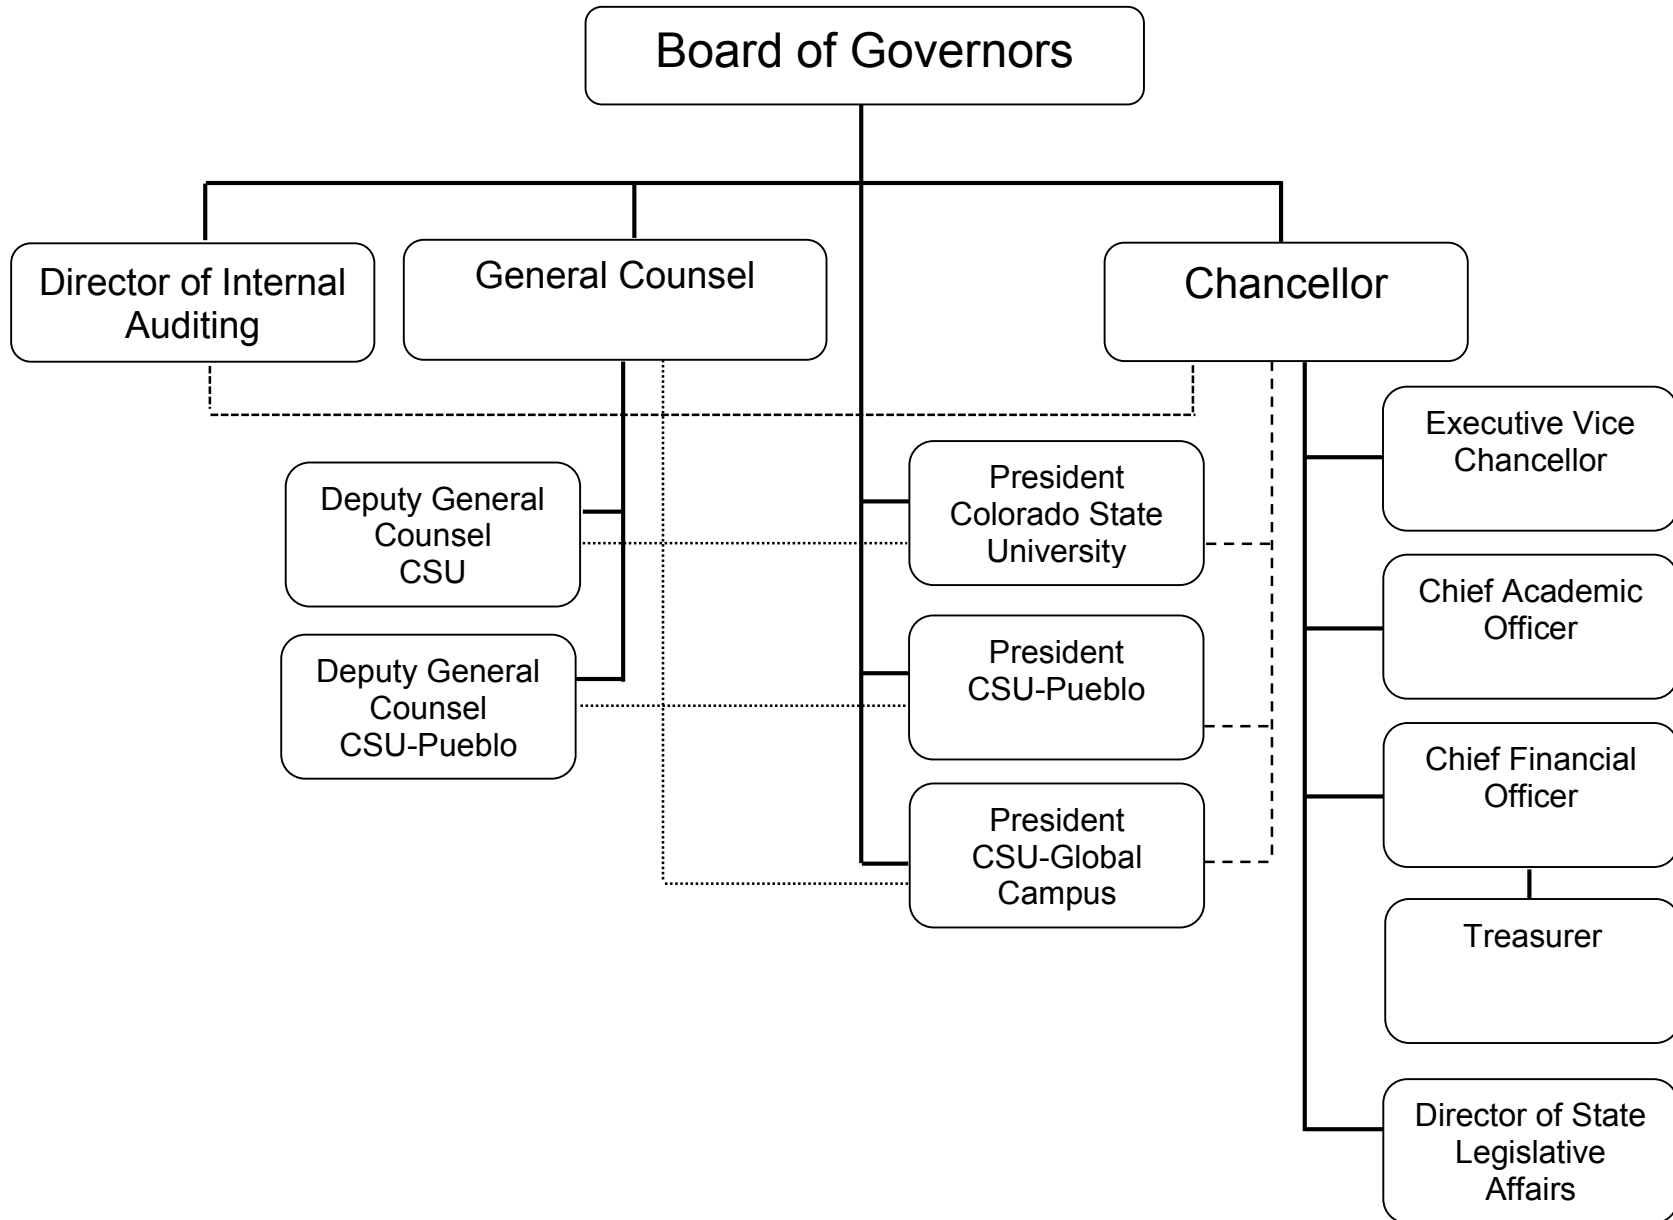 Board of Governors
Director of Internal
Auditing
General Counsel
Chancellor
Deputy General
Counsel
CSU
Deputy General
Counsel
CSU-Pueblo
President
Colorado State
University
President
CSU-Pueblo
President
CSU-Global
Campus
Executive Vice
Chancellor
Chief Academic
Officer
Chief Financial
Officer
Treasurer
Director of State
Legislative
Affairs